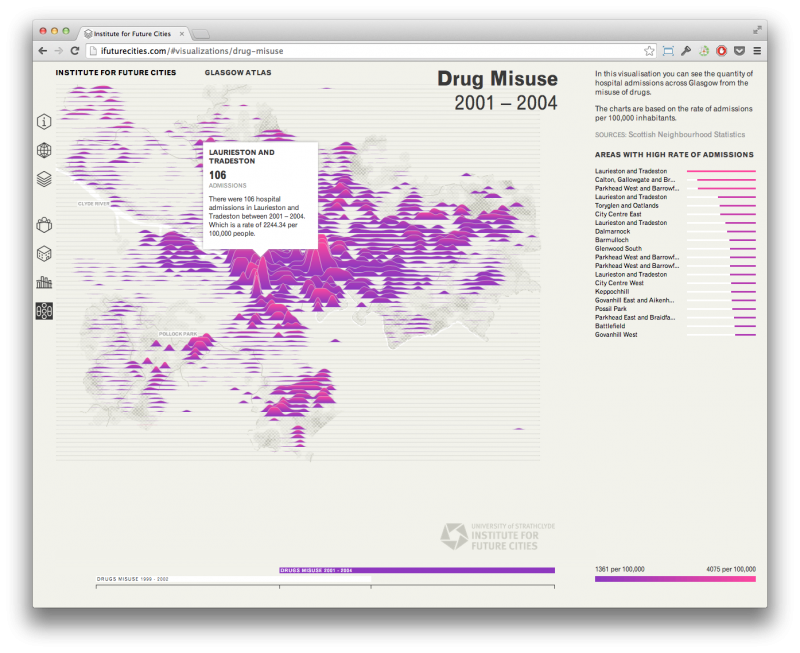 Institute for Future Cities
ifuturecities.com/#visualizations/drug-misuse
INSTITUTE FOR FUTURE CITIES
GLASGOW ATLAS
Drug Misuse
2001 – 2004
In this visualisation you can see the quantity of
hospital admissions across Glasgow from the
misuse of drugs.
The charts are based on the rate of admissions
per 100,000 inhabitants.
SOURCES: Scottish Neighbourhood Statistics
AREAS WITH HIGH RATE OF ADMISSIONS
Laurieston and Tradeston
Calton, Gallowgate and Br...
Parkhead West and Barrowf...
Laurieston and Tradeston
Toryglen and Oatlands
City Centre East
Laurieston and Tradeston
Dalmarnock
Barmulloch
Glenwood South
Parkhead West and Barrowf...
Parkhead West and Barrowf...
Laurieston and Tradeston
City Centre West
Keppochhill
Govanhill East and Aikenh...
Possil Park
Parkhead East and Braidfa...
Battlefield
Govanhill West
LAURIESTON AND
TRADESTON
106
ADMISSIONS
There were 106 hospital
admissions in Laurieston and
Tradeston between 2001 – 2004.
Which is a rate of 2244.34 per
100,000 people.
CLYDE RIVER
POLLOCK PARK
UNIVERSITY of STRATHCLYDE
INSTITUTE FOR
FUTURE CITIES
DRUGS MISUSE 2001 - 2004
DRUGS MISUSE 1999 - 2002
1361 per 100,000
4075 per 100,000